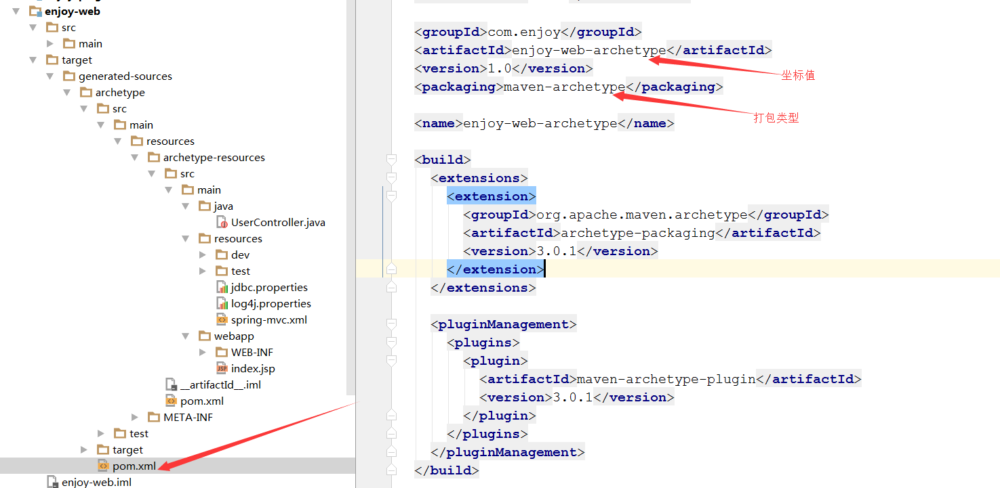 enjoy-web
src
main
target
generated-sources
archetype
src
main
resources
archetype-resources
src
main
java
UserController.java
resources
dev
test
jdbc.properties
log4j.properties
spring-mvc.xml
webapp
WEB-INF
index.jsp
__artifactId__.iml
pom.xml
META-INF
test
target
pom.xml
enjoy-web.iml
<groupId>com.enjoy</groupId>
<artifactId>enjoy-web-archetype</artifactId>
<version>1.0</version>
坐标值
<packaging>maven-archetype</packaging>
打包类型
<name>enjoy-web-archetype</name>
<build>
<extensions>
<extension>
<groupId>org.apache.maven.archetype</groupId>
<artifactId>archetype-packaging</artifactId>
<version>3.0.1</version>
</extension>
</extensions>
<pluginManagement>
<plugins>
<plugin>
<artifactId>maven-archetype-plugin</artifactId>
<version>3.0.1</version>
</plugin>
</plugins>
</pluginManagement>
</build>